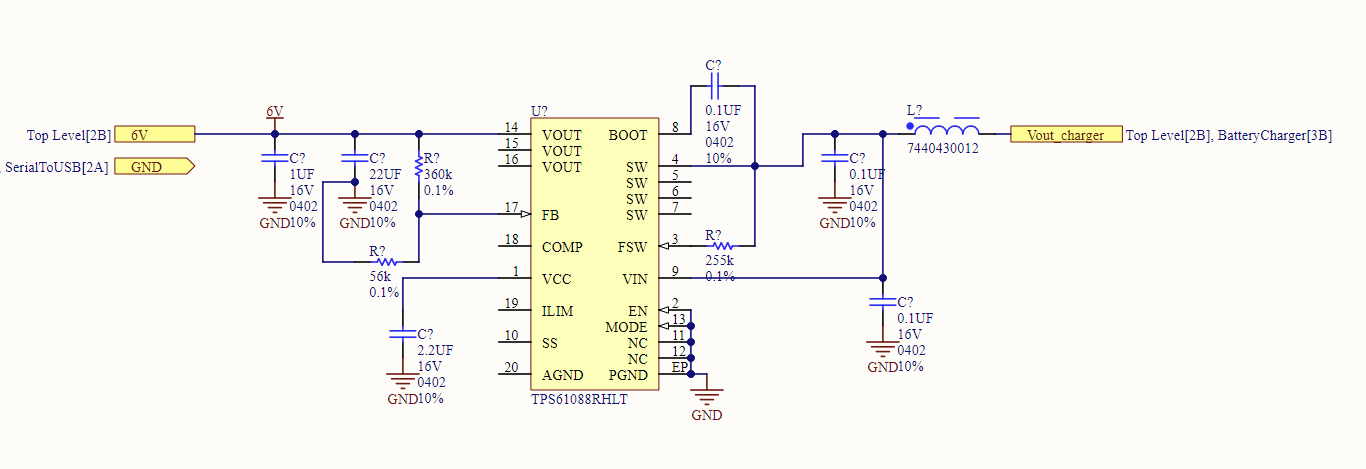 6V
Top Level[2B]
6V
, SerialToUSB[2A]
GND
C?
1UF
16V
0402
GND10%
C?
22UF
16V
0402
GND10%
R?
360k
0.1%
R?
56k
0.1%
C?
2.2UF
16V
0402
GND10%
U?
14 VOUT BOOT 8
15 VOUT
16 VOUT SW 4
SW 5
SW 6
17 FB SW 7
18 COMP FSW 3
1 VCC VIN 9
19 ILIM EN 2
MODE 13
10 SS NC 11
NC 12
20 AGND PGND EP
TPS61088RHLT
C?
0.1UF
16V
0402
10%
R?
255k
0.1%
GND
C?
0.1UF
16V
0402
GND10%
C?
0.1UF
16V
0402
GND10%
L?
7440430012
Vout_charger
Top Level[2B], BatteryCharger[3B]